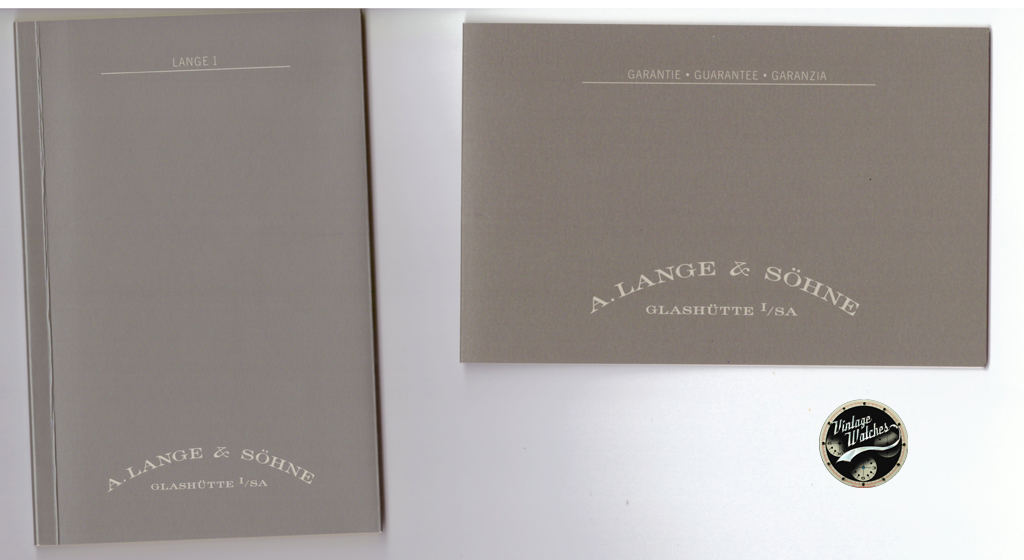 LANGE 1
A. LANGE & SÖHNE
GLASHÜTTE I/SA
GARANTIE • GUARANTEE • GARANZIA
A. LANGE & SÖHNE
GLASHÜTTE I/SA
Vintage
Watches